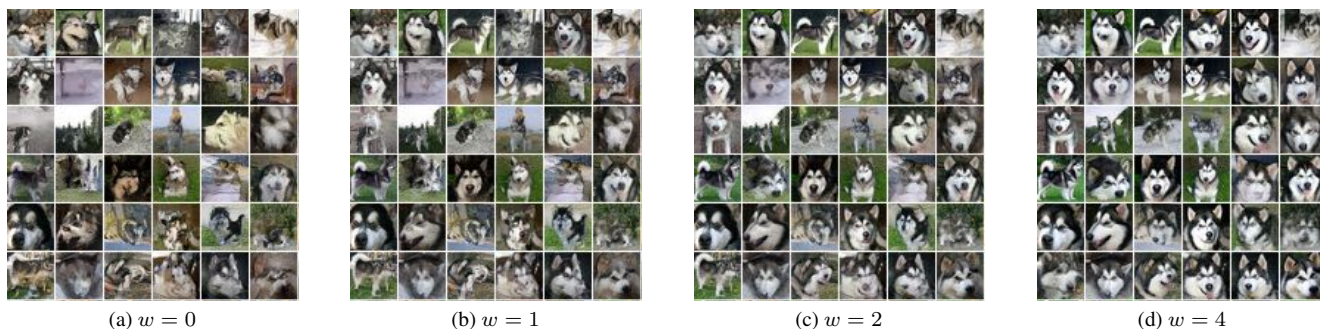 (a) w = 0
(b) w = 1
(c) w = 2
(d) w = 4